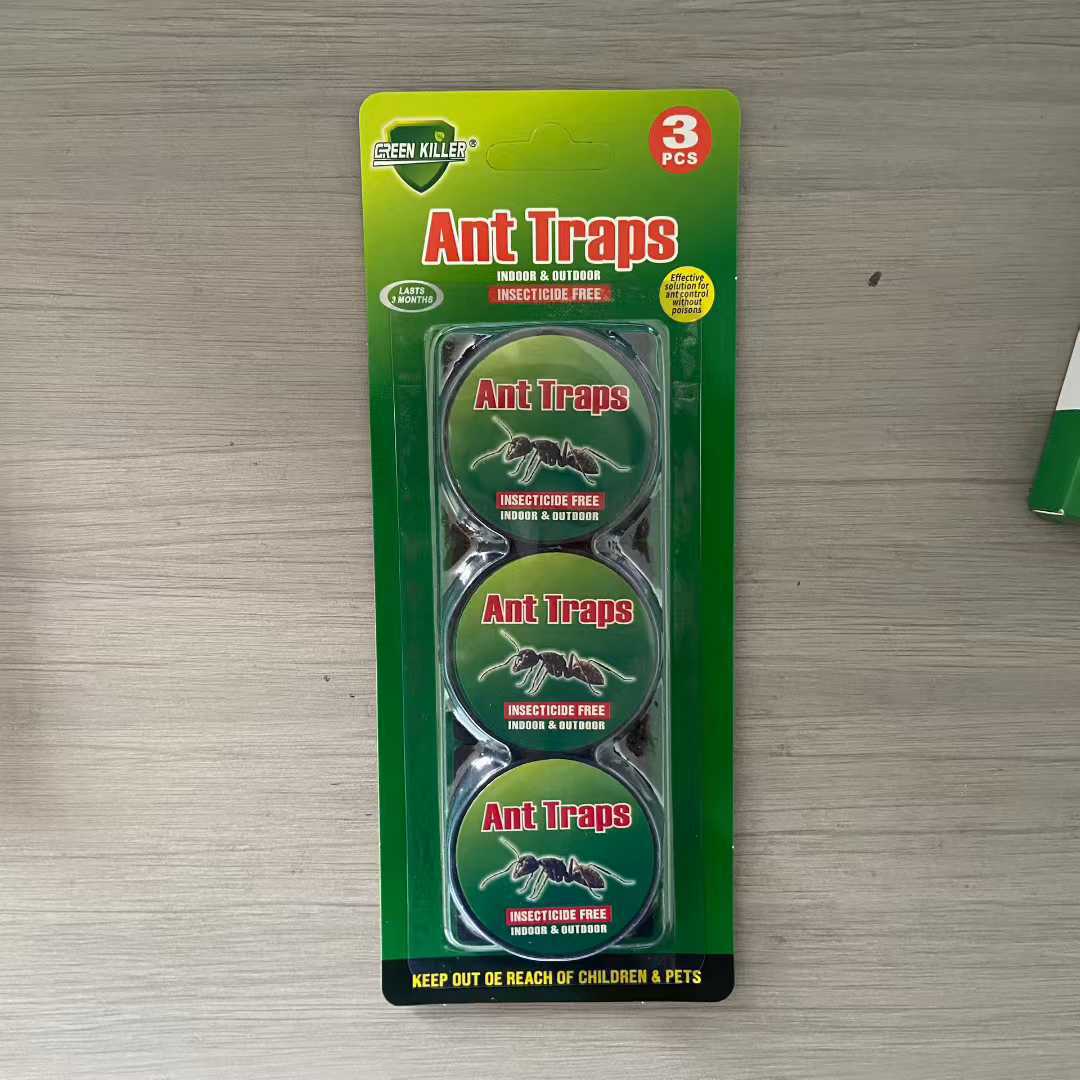 GREEN KILLER®
3
PCS
Ant Traps
INDOOR & OUTDOOR
INSECTICIDE FREE
LASTS
3 MONTHS
Effective
solution for
ant control
without
poisons
Ant Traps
INSECTICIDE FREE
INDOOR & OUTDOOR
Ant Traps
INSECTICIDE FREE
INDOOR & OUTDOOR
Ant Traps
INSECTICIDE FREE
INDOOR & OUTDOOR
KEEP OUT OE REACH OF CHILDREN & PETS